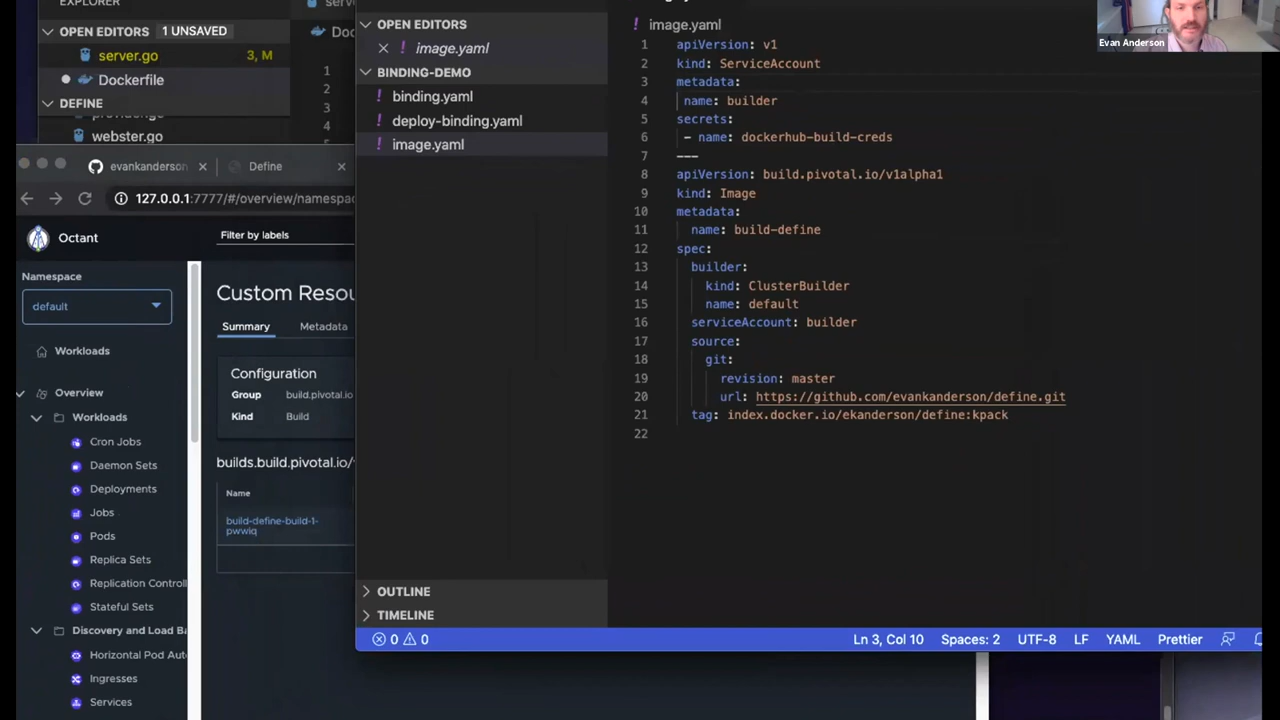 EXPLORER
OPEN EDITORS 1 UNSAVED
server.go 3, M
Dockerfile
DEFINE
webster.go
1
2
3
4
evankanderson
Define
127.0.0.1:7777/#/overview/namespac
Octant
Filter by labels
Namespace
default
Workloads
Overview
Workloads
Cron Jobs
Daemon Sets
Deployments
Jobs
Pods
Replica Sets
Replication Controll
Stateful Sets
Discovery and Load Ba
Horizontal Pod Aut
Ingresses
Services
Custom Resou
Summary Metadata
Configuration
Group build.pivotal.io
Kind Build
builds.build.pivotal.io/
Name
build-define-build-1-
pwwiq
OPEN EDITORS
image.yaml
BINDING-DEMO
binding.yaml
deploy-binding.yaml
image.yaml
OUTLINE
TIMELINE
image.yaml
1 apiVersion: v1
2 kind: ServiceAccount
3 metadata:
4 name: builder
5 secrets:
6 - name: dockerhub-build-creds
7 ---
8 apiVersion: build.pivotal.io/v1alpha1
9 kind: Image
10 metadata:
11 name: build-define
12 spec:
13 builder:
14 kind: ClusterBuilder
15 name: default
16 serviceAccount: builder
17 source:
18 git:
19 revision: master
20 url: https://github.com/evankanderson/define.git
21 tag: index.docker.io/ekanderson/define:kpack
22
0 0 Ln 3, Col 10 Spaces: 2 UTF-8 LF YAML Prettier
Evan Anderson